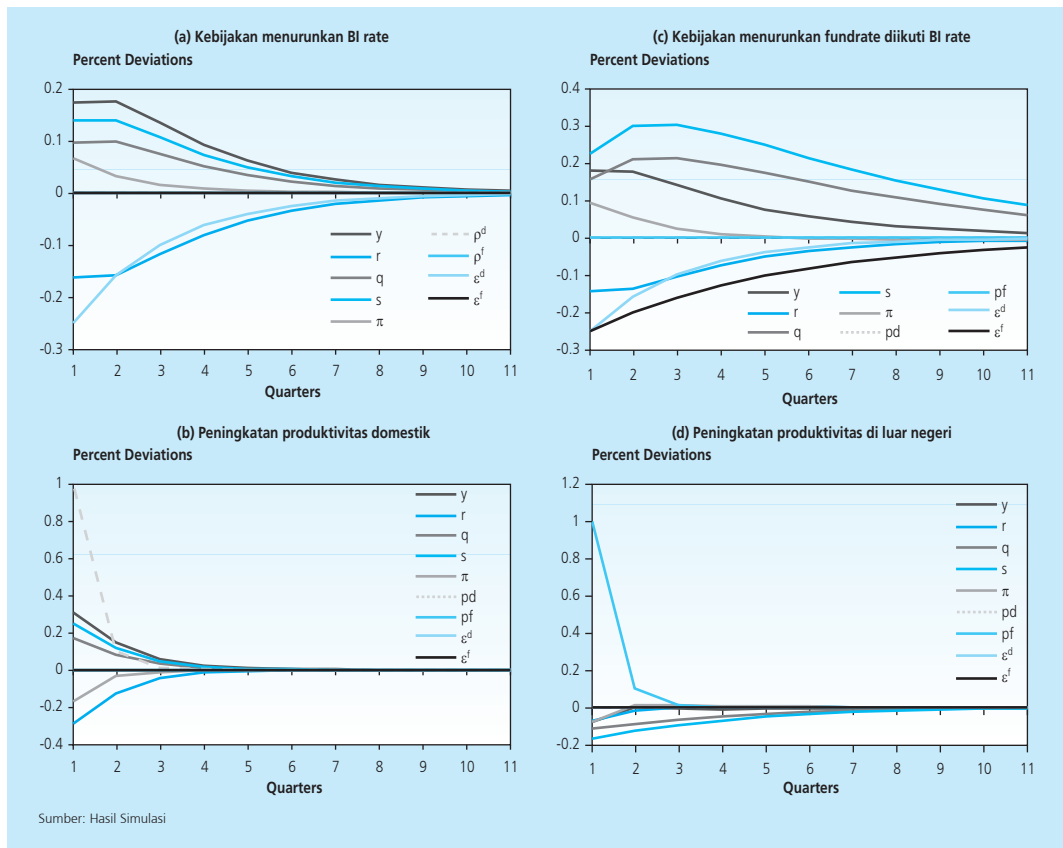 (a) Kebijakan menurunkan BI rate
Percent Deviations
0.2
0.1
0
-0.1
-0.2
-0.3
y
r
q
s
π
ρᵈ
ρᶠ
εᵈ
εᶠ
1 2 3 4 5 6 7 8 9 10 11
Quarters
(c) Kebijakan menurunkan fundrate diikuti BI rate
Percent Deviations
0.4
0.3
0.2
0.1
0
-0.1
-0.2
-0.3
y s pf
r π εᵈ
q pd εᶠ
1 2 3 4 5 6 7 8 9 10 11
Quarters
(b) Peningkatan produktivitas domestik
Percent Deviations
1
0.8
0.6
0.4
0.2
0
-0.2
-0.4
y
r
q
s
π
pd
pf
εᵈ
εᶠ
1 2 3 4 5 6 7 8 9 10 11
Quarters
(d) Peningkatan produktivitas di luar negeri
Percent Deviations
1.2
1
0.8
0.6
0.4
0.2
0
-0.2
y
r
q
s
π
pd
pf
εᵈ
εᶠ
1 2 3 4 5 6 7 8 9 10 11
Quarters
Sumber: Hasil Simulasi